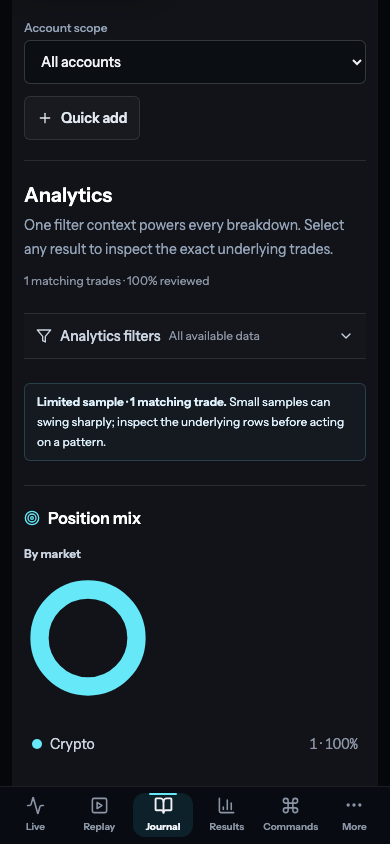 Account scope
All accounts
Quick add
Analytics
One filter context powers every breakdown. Select
any result to inspect the exact underlying trades.
1 matching trades · 100% reviewed
Analytics filters All available data
Limited sample · 1 matching trade. Small samples can
swing sharply; inspect the underlying rows before acting
on a pattern.
Position mix
By market
Crypto 1 · 100%
Live Replay Journal Results Commands More